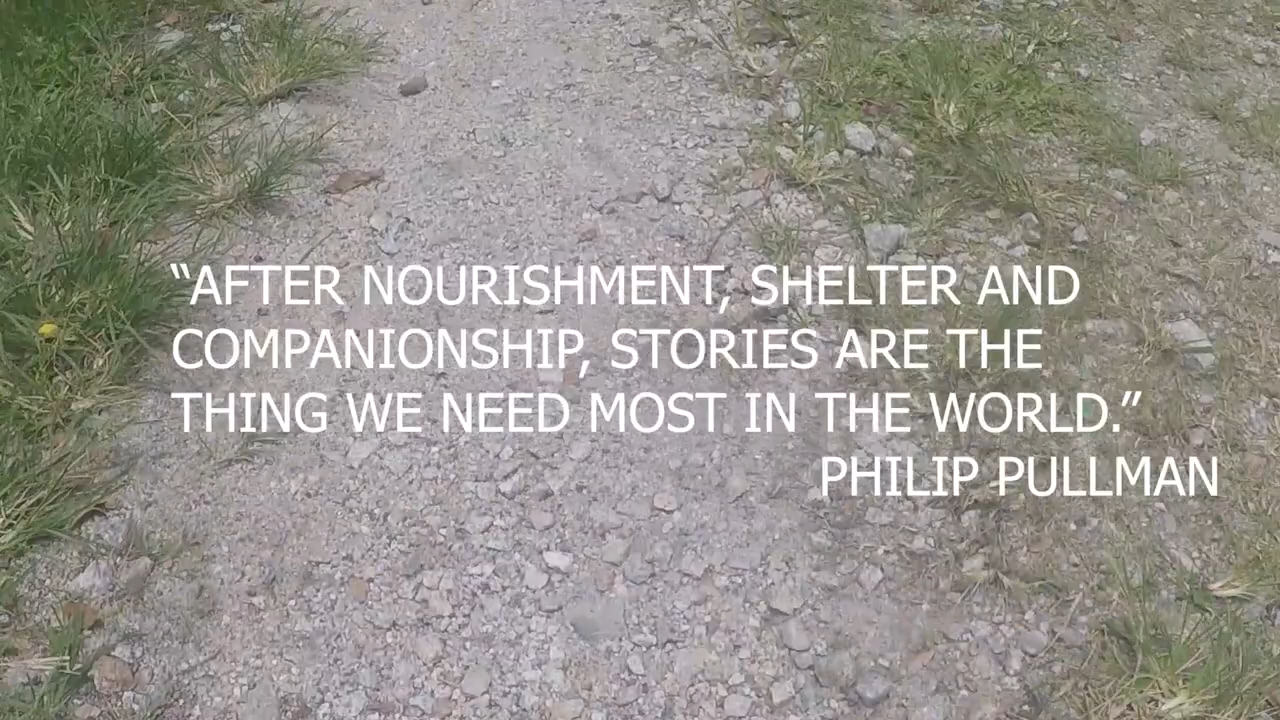 “AFTER NOURISHMENT, SHELTER AND
COMPANIONSHIP, STORIES ARE THE
THING WE NEED MOST IN THE WORLD.”
PHILIP PULLMAN